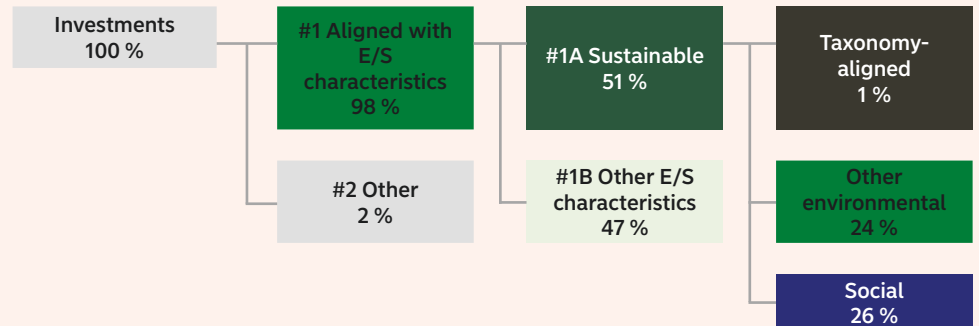 Investments
100 %
#1 Aligned with
E/S
characteristics
98 %
#1A Sustainable
51 %
Taxonomy-
aligned
1 %
#2 Other
2 %
#1B Other E/S
characteristics
47 %
Other
environmental
24 %
Social
26 %